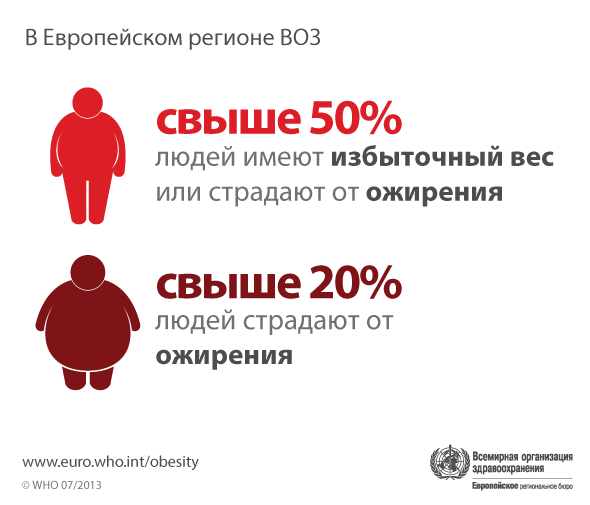 В Европейском регионе ВОЗ
свыше 50%
людей имеют избыточный вес
или страдают от ожирения
свыше 20%
людей страдают от
ожирения
www.euro.who.int/obesity
© WHO 07/2013
Всемирная организация
здравоохранения
Европейское региональное бюро